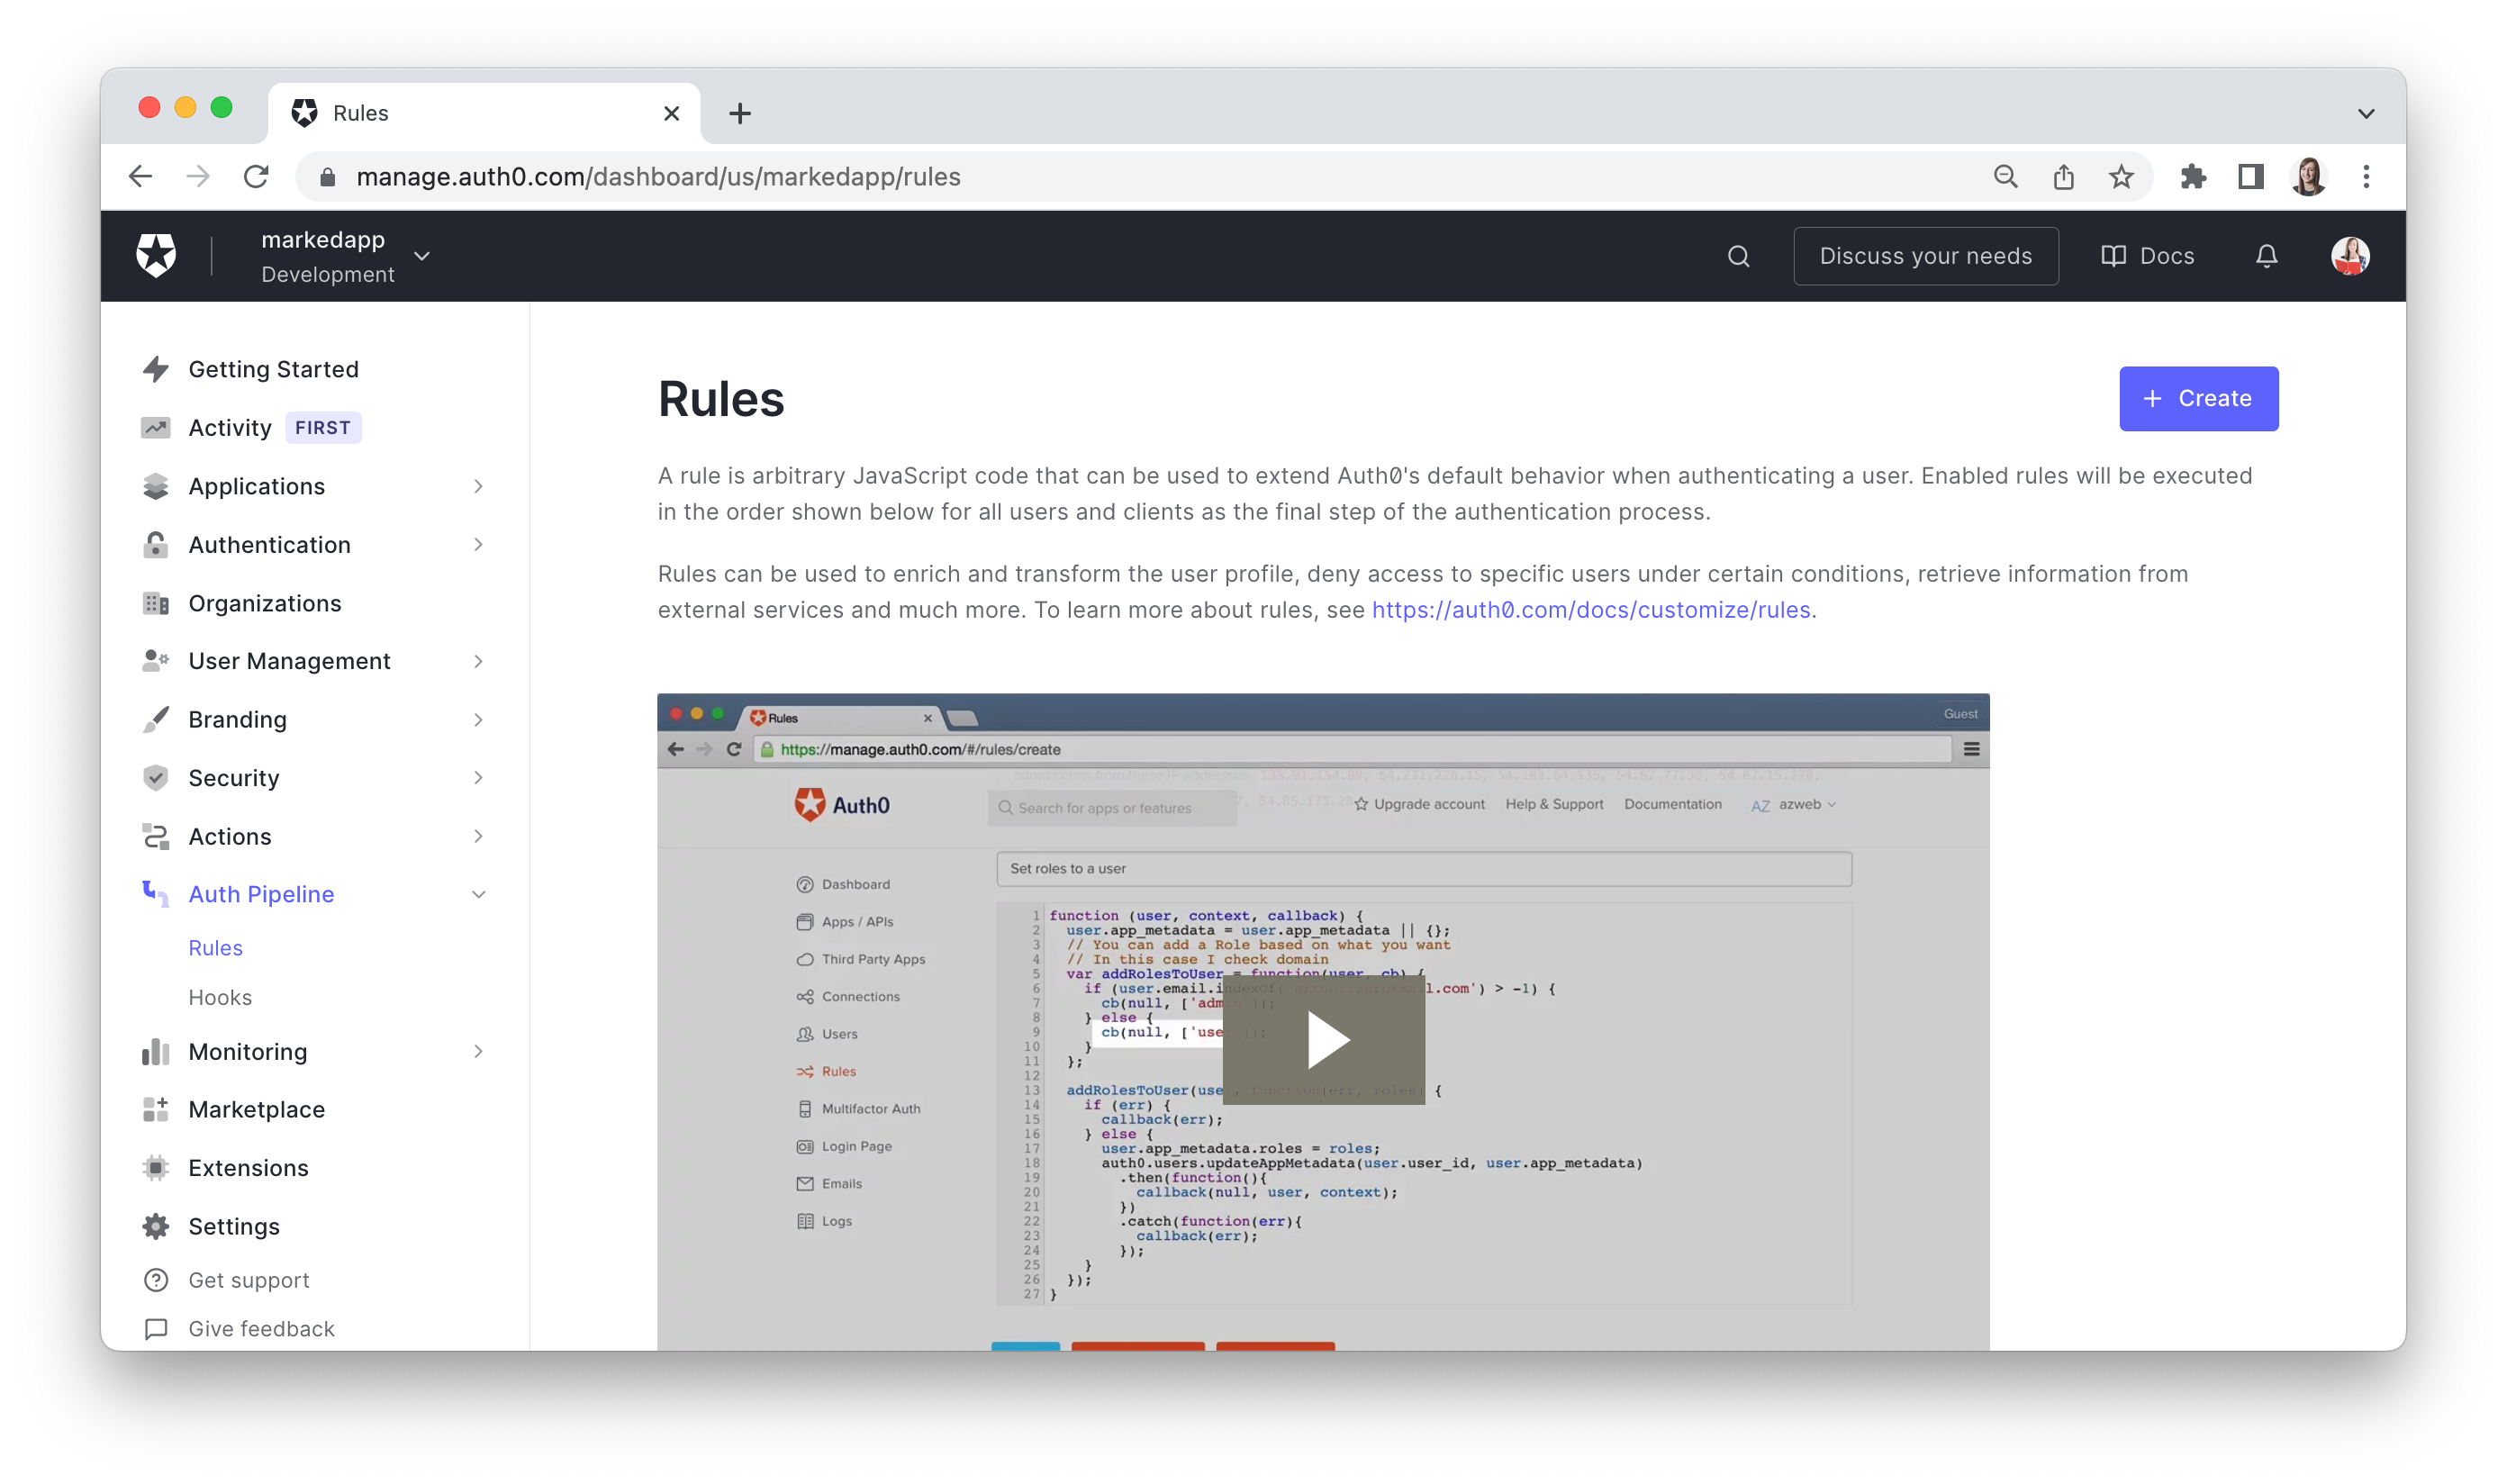 Rules
manage.auth0.com/dashboard/us/markedapp/rules
markedapp
Development
Discuss your needs
Docs
Getting Started
Activity FIRST
Applications
Authentication
Organizations
User Management
Branding
Security
Actions
Auth Pipeline
Rules
Hooks
Monitoring
Marketplace
Extensions
Settings
Get support
Give feedback
Rules
+ Create
A rule is arbitrary JavaScript code that can be used to extend Auth0's default behavior when authenticating a user. Enabled rules will be executed
in the order shown below for all users and clients as the final step of the authentication process.
Rules can be used to enrich and transform the user profile, deny access to specific users under certain conditions, retrieve information from
external services and much more. To learn more about rules, see https://auth0.com/docs/customize/rules.
Rules
Guest
https://manage.auth0.com/#/rules/create
connections from these IP addresses:
Auth0
Search for apps or features
Upgrade account Help & Support Documentation AZ azweb
Dashboard
Apps / APIs
Third Party Apps
Connections
Users
Rules
Multifactor Auth
Login Page
Emails
Logs
Set roles to a user
1 function (user, context, callback) {
2 user.app_metadata = user.app_metadata || {};
3 // You can add a Role based on what you want
4 // In this case I check domain
5 var addRolesToUser = function(user, cb) {
6 if (user.email.indexOf( l.com') > -1) {
7 cb(null, ['adm ]);
8 } else {
9 cb(null, ['use ]);
10 }
11 };
12
13 addRolesToUser(user, function(err, roles) {
14 if (err) {
15 callback(err);
16 } else {
17 user.app_metadata.roles = roles;
18 auth0.users.updateAppMetadata(user.user_id, user.app_metadata)
19 .then(function(){
20 callback(null, user, context);
21 })
22 .catch(function(err){
23 callback(err);
24 });
25 }
26 });
27 }